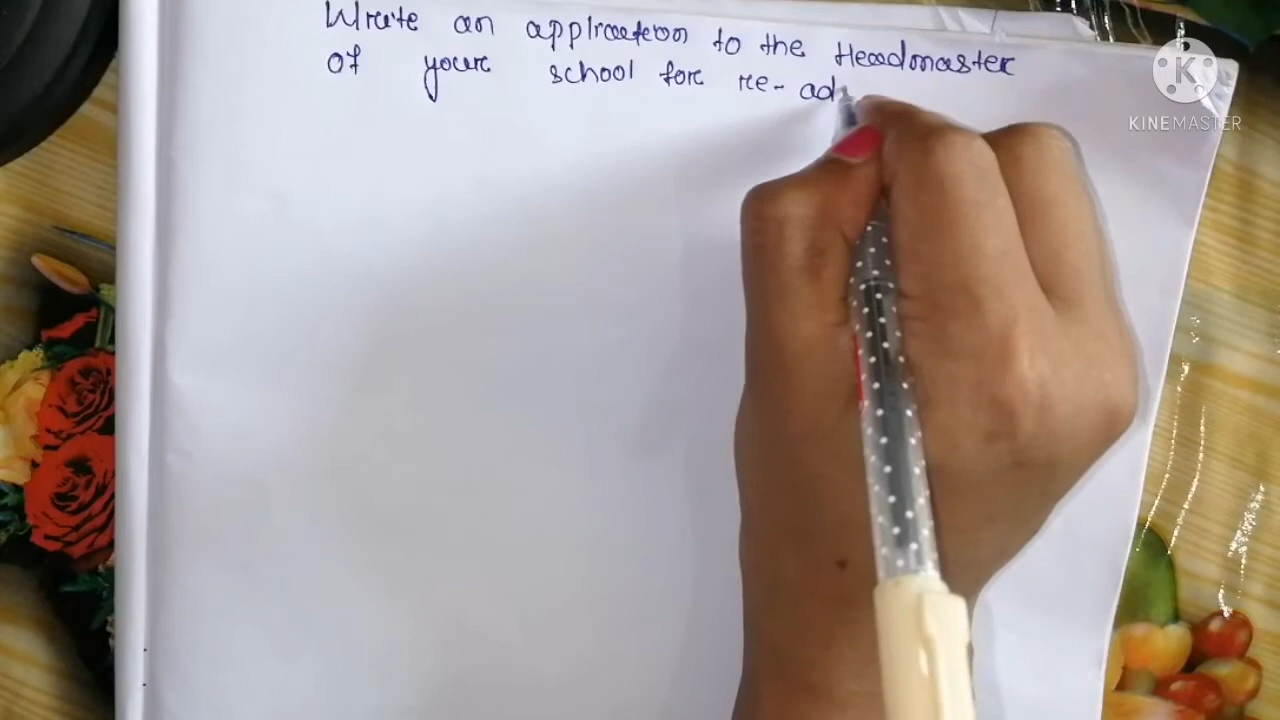 Write an application to the Headmaster
of your school for re-ad
K
KINEMASTER